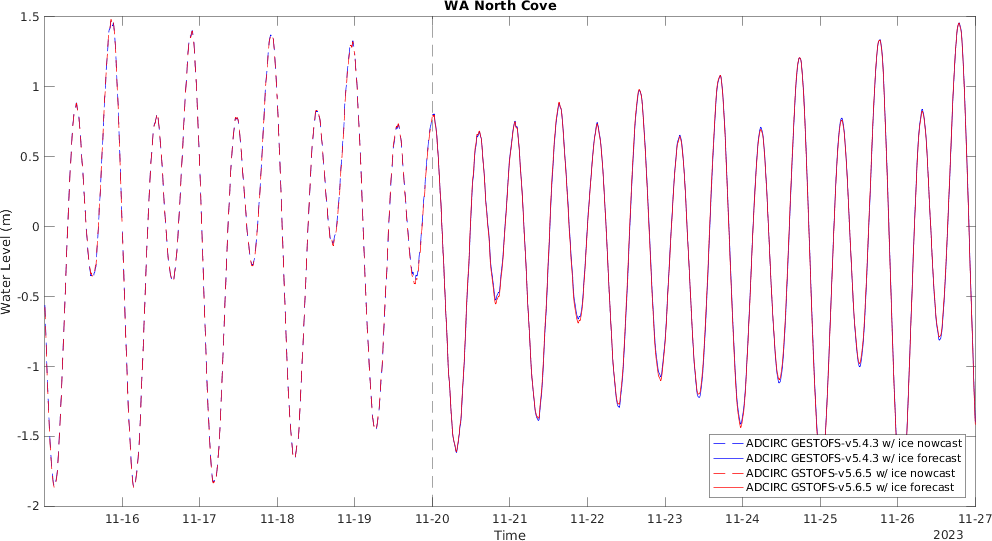 WA North Cove
1.5
1
0.5
0
-0.5
-1
-1.5
-2
Water Level (m)
11-16 11-17 11-18 11-19 11-20 11-21 11-22 11-23 11-24 11-25 11-26 11-27
Time
2023
ADCIRC GESTOFS-v5.4.3 w/ ice nowcast
ADCIRC GESTOFS-v5.4.3 w/ ice forecast
ADCIRC GSTOFS-v5.6.5 w/ ice nowcast
ADCIRC GSTOFS-v5.6.5 w/ ice forecast